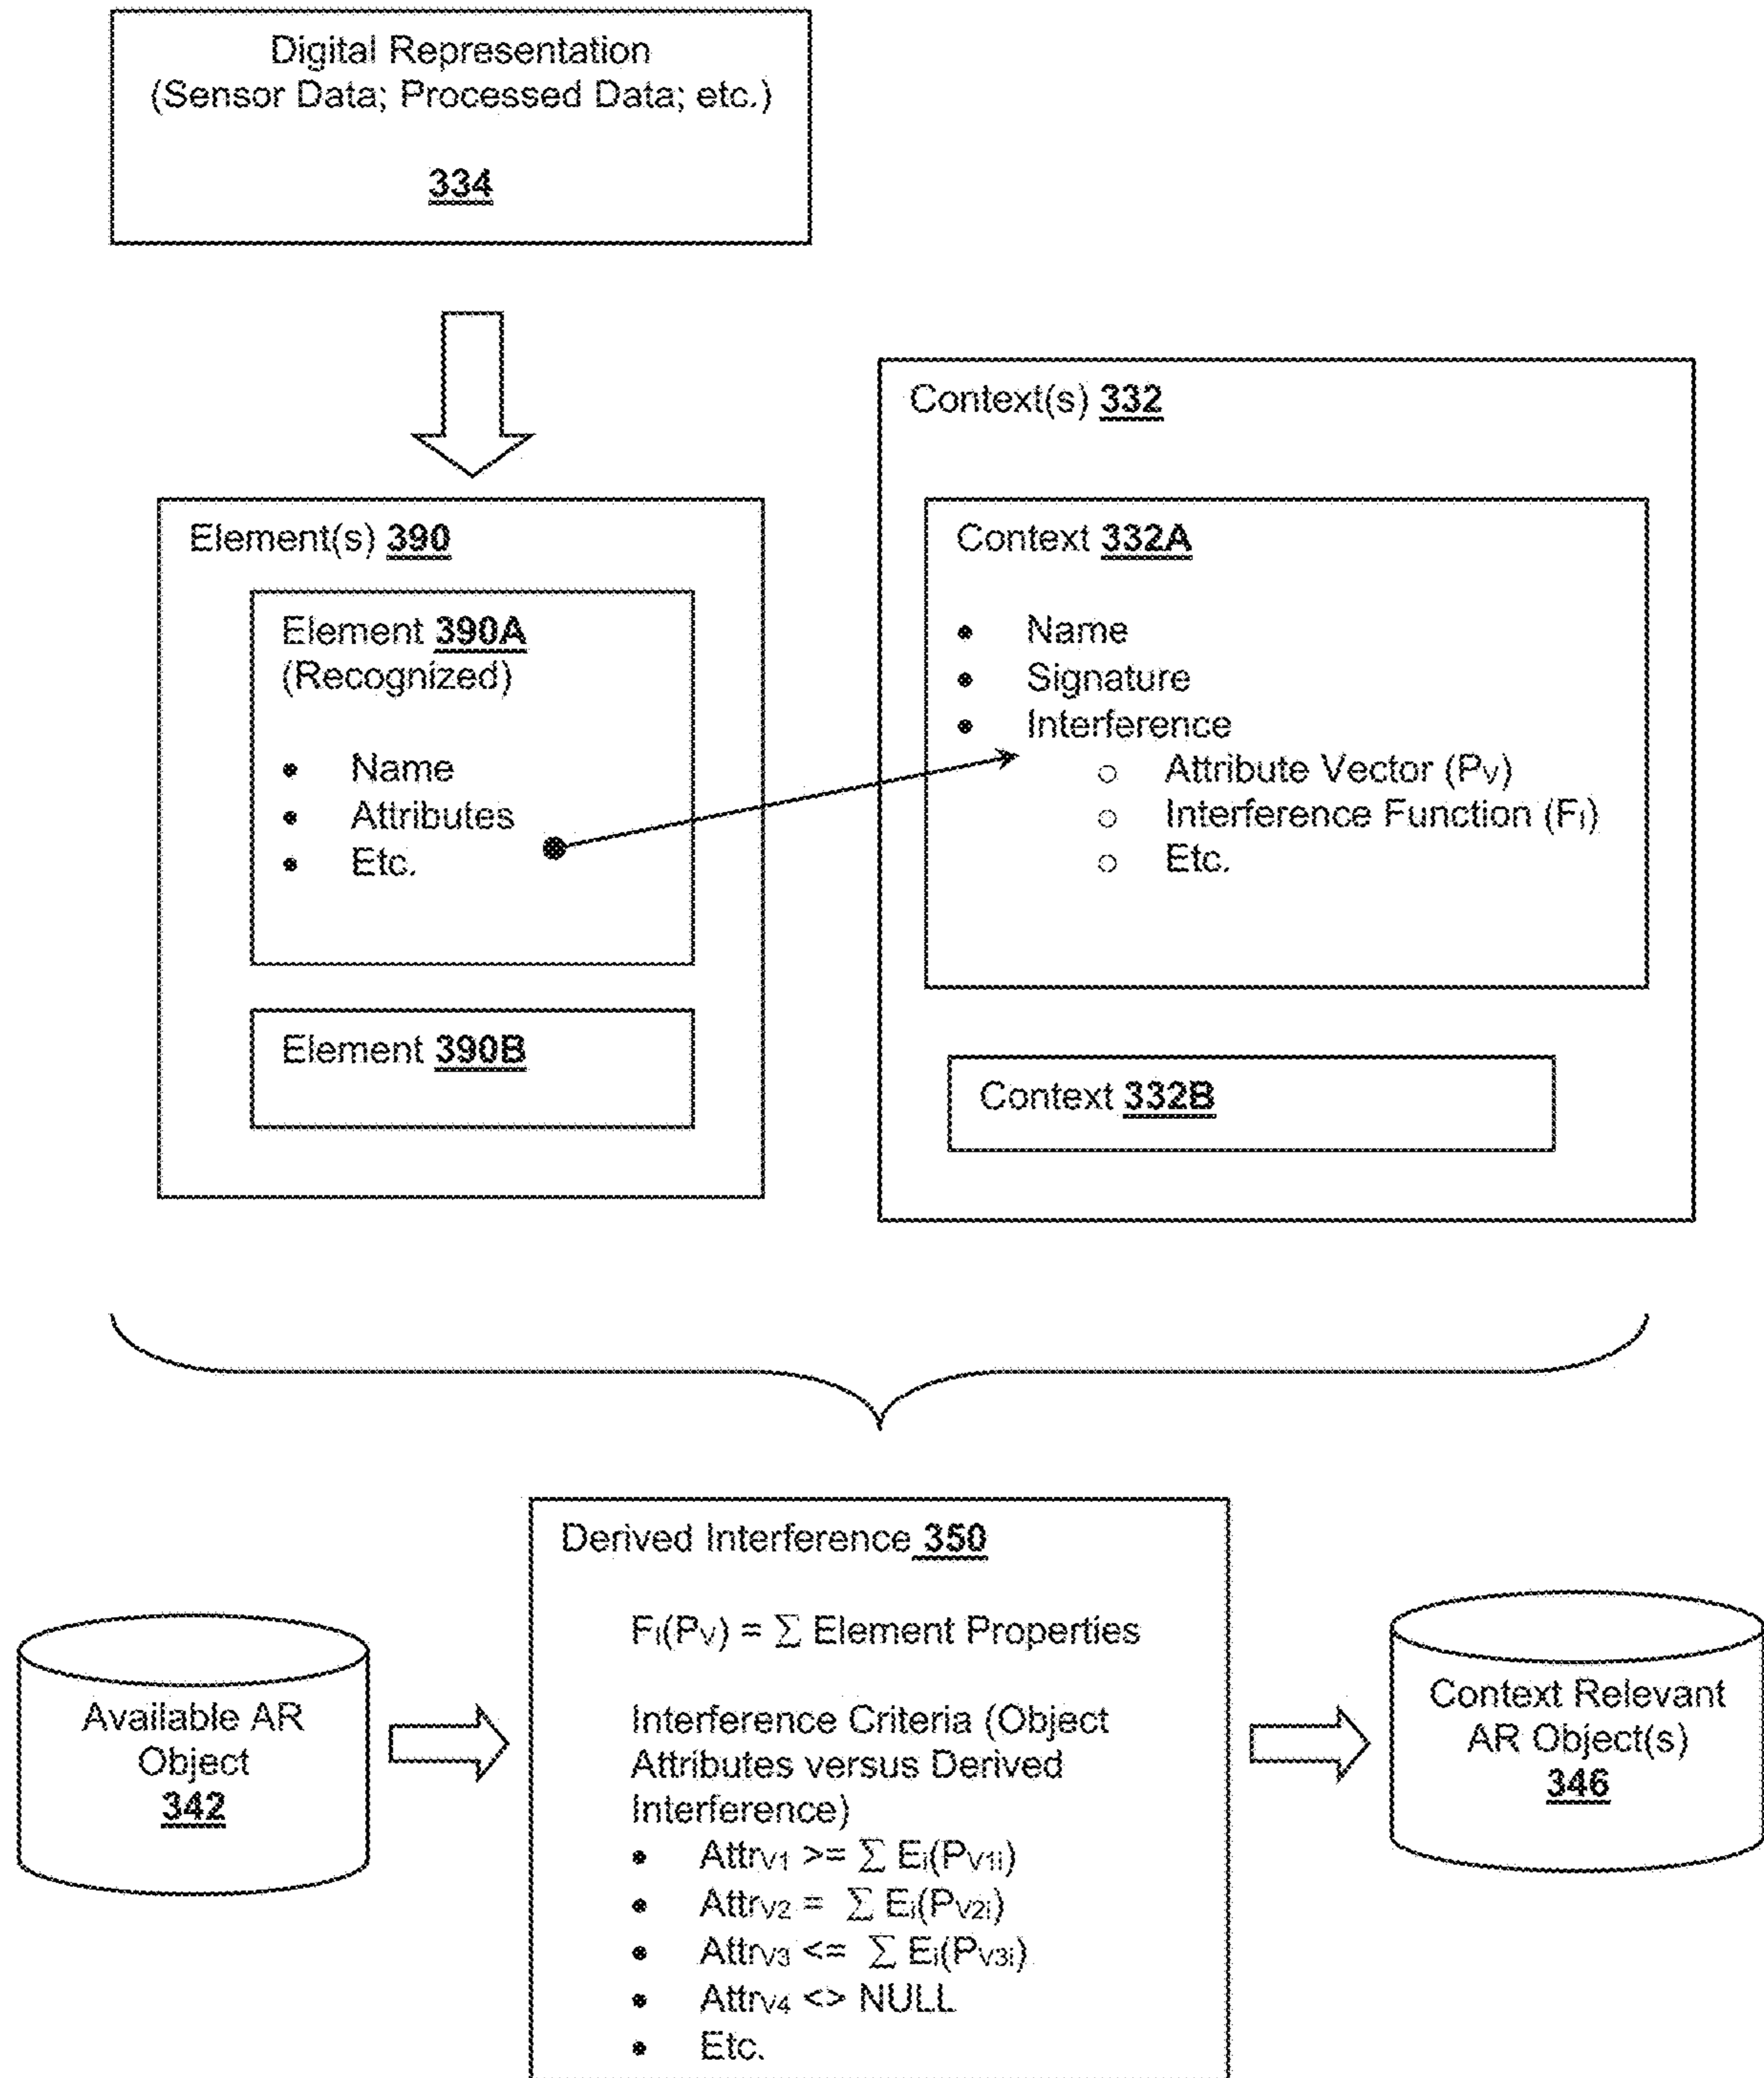 Digital Representation
(Sensor Data; Processed Data; etc.)
334
Element(s) 390
Element 390A
(Recognized)
• Name
• Attributes
• Etc.
Element 390B
Context(s) 332
Context 332A
• Name
• Signature
• Interference
○ Attribute Vector (PV)
○ Interference Function (FI)
○ Etc.
Context 332B
Available AR
Object
342
Derived Interference 350
FI(PV) = ∑ Element Properties
Interference Criteria (Object
Attributes versus Derived
Interference)
• AttrV1 >= ∑ Ei(PV1i)
• AttrV2 = ∑ Ei(PV2i)
• AttrV3 <= ∑ Ei(PV3i)
• AttrV4 <> NULL
• Etc.
Context Relevant
AR Object(s)
346